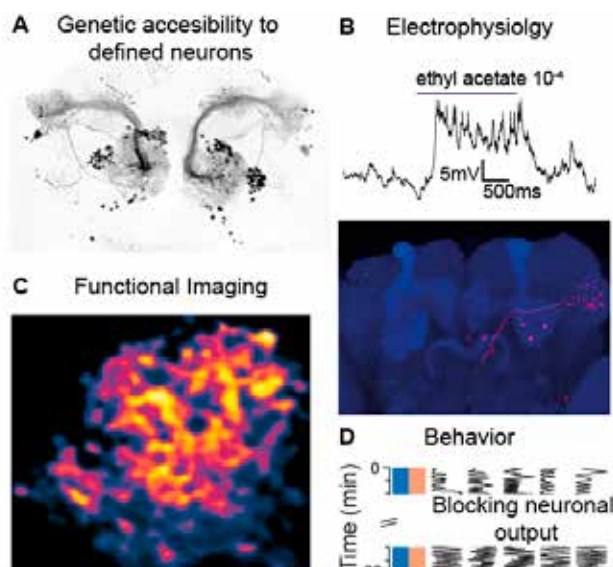 A Genetic accesibility to
defined neurons
B Electrophysiolgy
ethyl acetate 10-4
5mV
500ms
C Functional Imaging
D Behavior
Time (min)
0
Blocking neuronal
output